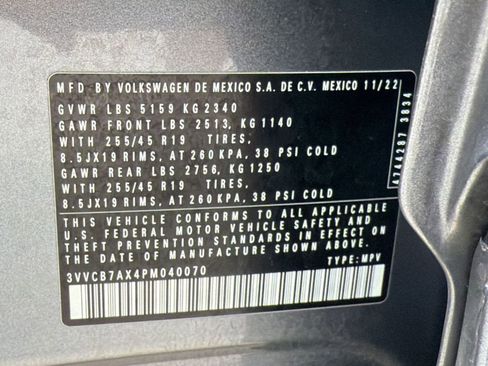 MFD BY VOLKSWAGEN DE MEXICO S.A. DE C.V. MEXICO 11/22
GVWR LBS 5159 KG 2340
GAWR FRONT LBS 2513, KG 1140
WITH 255/45 R19 TIRES,
8.5JX19 RIMS, AT 260 KPA, 38 PSI COLD
GAWR REAR LBS 2756, KG 1250
WITH 255/45 R19 TIRES,
8.5JX19 RIMS, AT 260 KPA, 38 PSI COLD
THIS VEHICLE CONFORMS TO ALL APPLICABLE
U.S. FEDERAL MOTOR VEHICLE SAFETY AND
THEFT PREVENTION STANDARDS IN EFFECT ON
THE DATE OF MANUFACTURE SHOWN ABOVE.
3VVCB7AX4PM040070 TYPE: MPV
4744287 3834